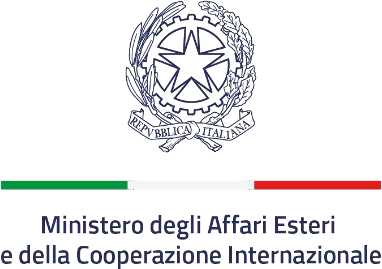 REPVBBLICA ITALIANA
Ministero degli Affari Esteri
e della Cooperazione Internazionale